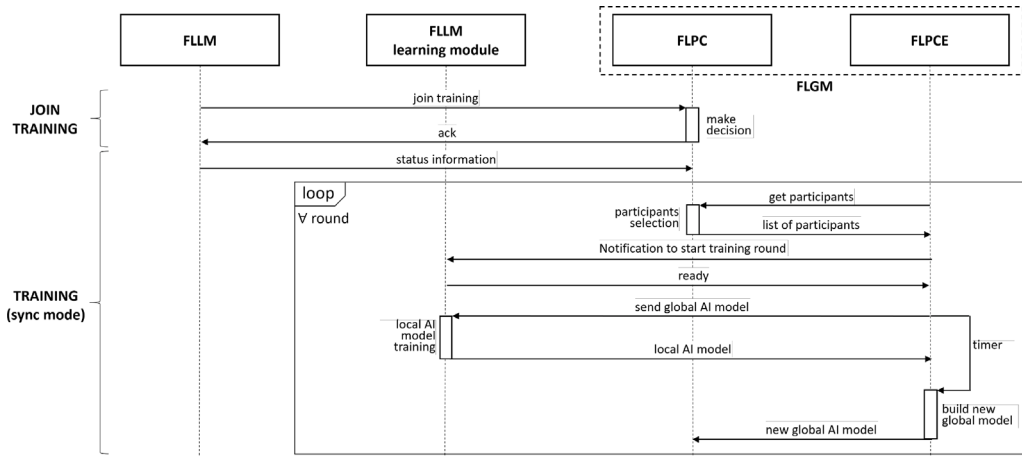 FLLM
FLLM
learning module
FLPC
FLPCE
FLGM
JOIN
TRAINING
join training
make
decision
ack
status information
loop
∀ round
get participants
participants
selection
list of participants
Notification to start training round
ready
TRAINING
(sync mode)
send global AI model
local AI
model
training
timer
local AI model
build new
global model
new global AI model